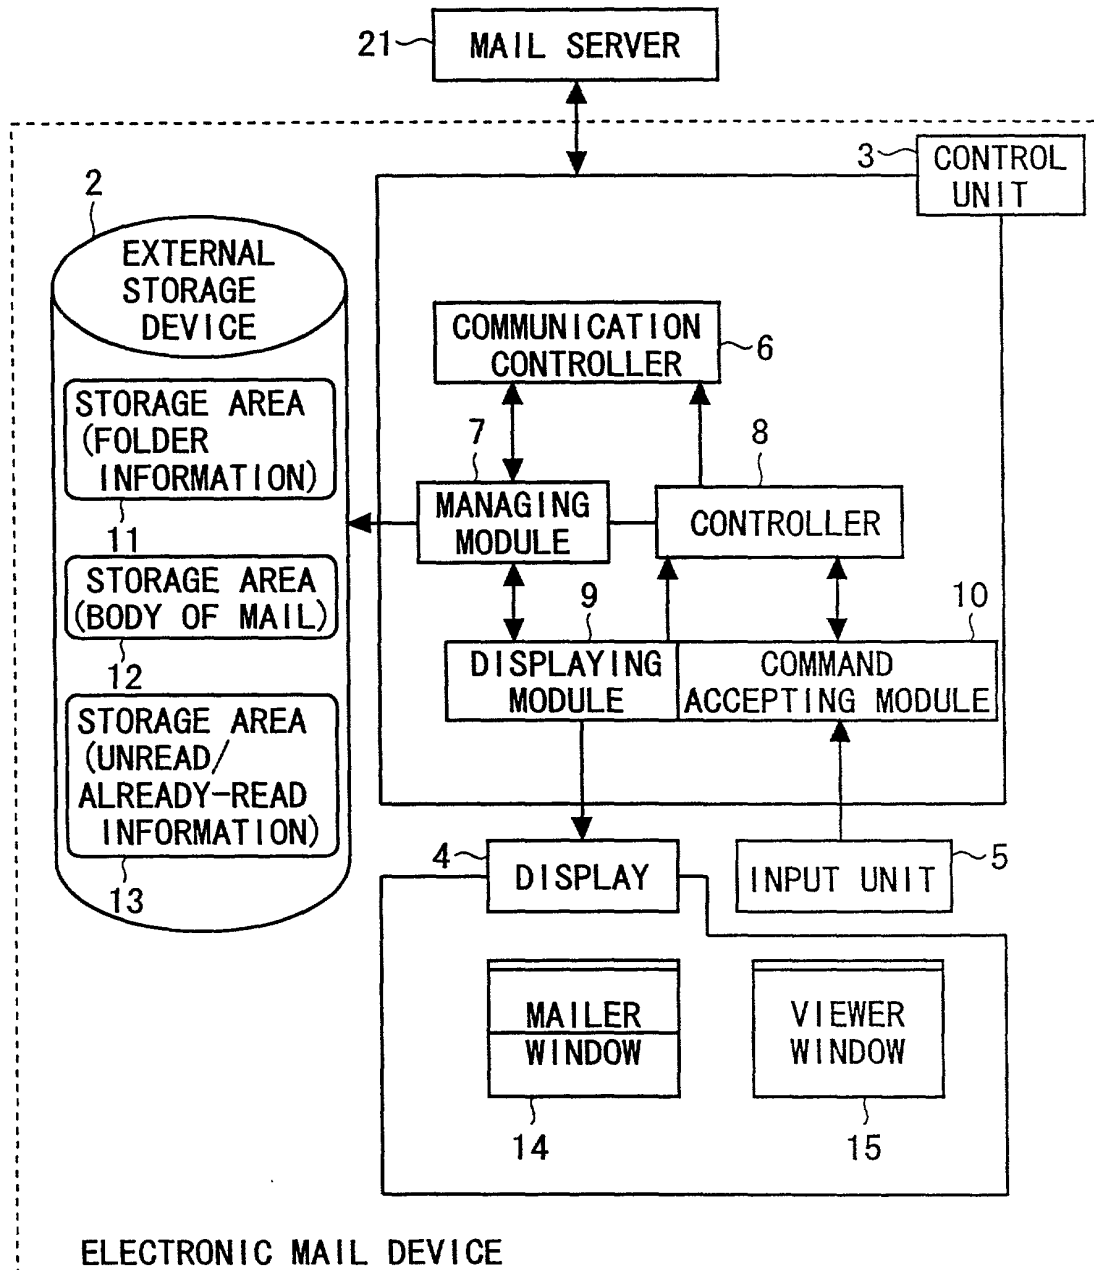 21
MAIL SERVER
3
CONTROL
UNIT
2
EXTERNAL
STORAGE
DEVICE
COMMUNICATION
CONTROLLER
6
STORAGE AREA
(FOLDER
INFORMATION)
11
7
MANAGING
MODULE
8
CONTROLLER
STORAGE AREA
(BODY OF MAIL)
12
9
DISPLAYING
MODULE
10
COMMAND
ACCEPTING MODULE
STORAGE AREA
(UNREAD/
ALREADY-READ
INFORMATION)
13
4
DISPLAY
INPUT UNIT
5
MAILER
WINDOW
14
VIEWER
WINDOW
15
ELECTRONIC MAIL DEVICE